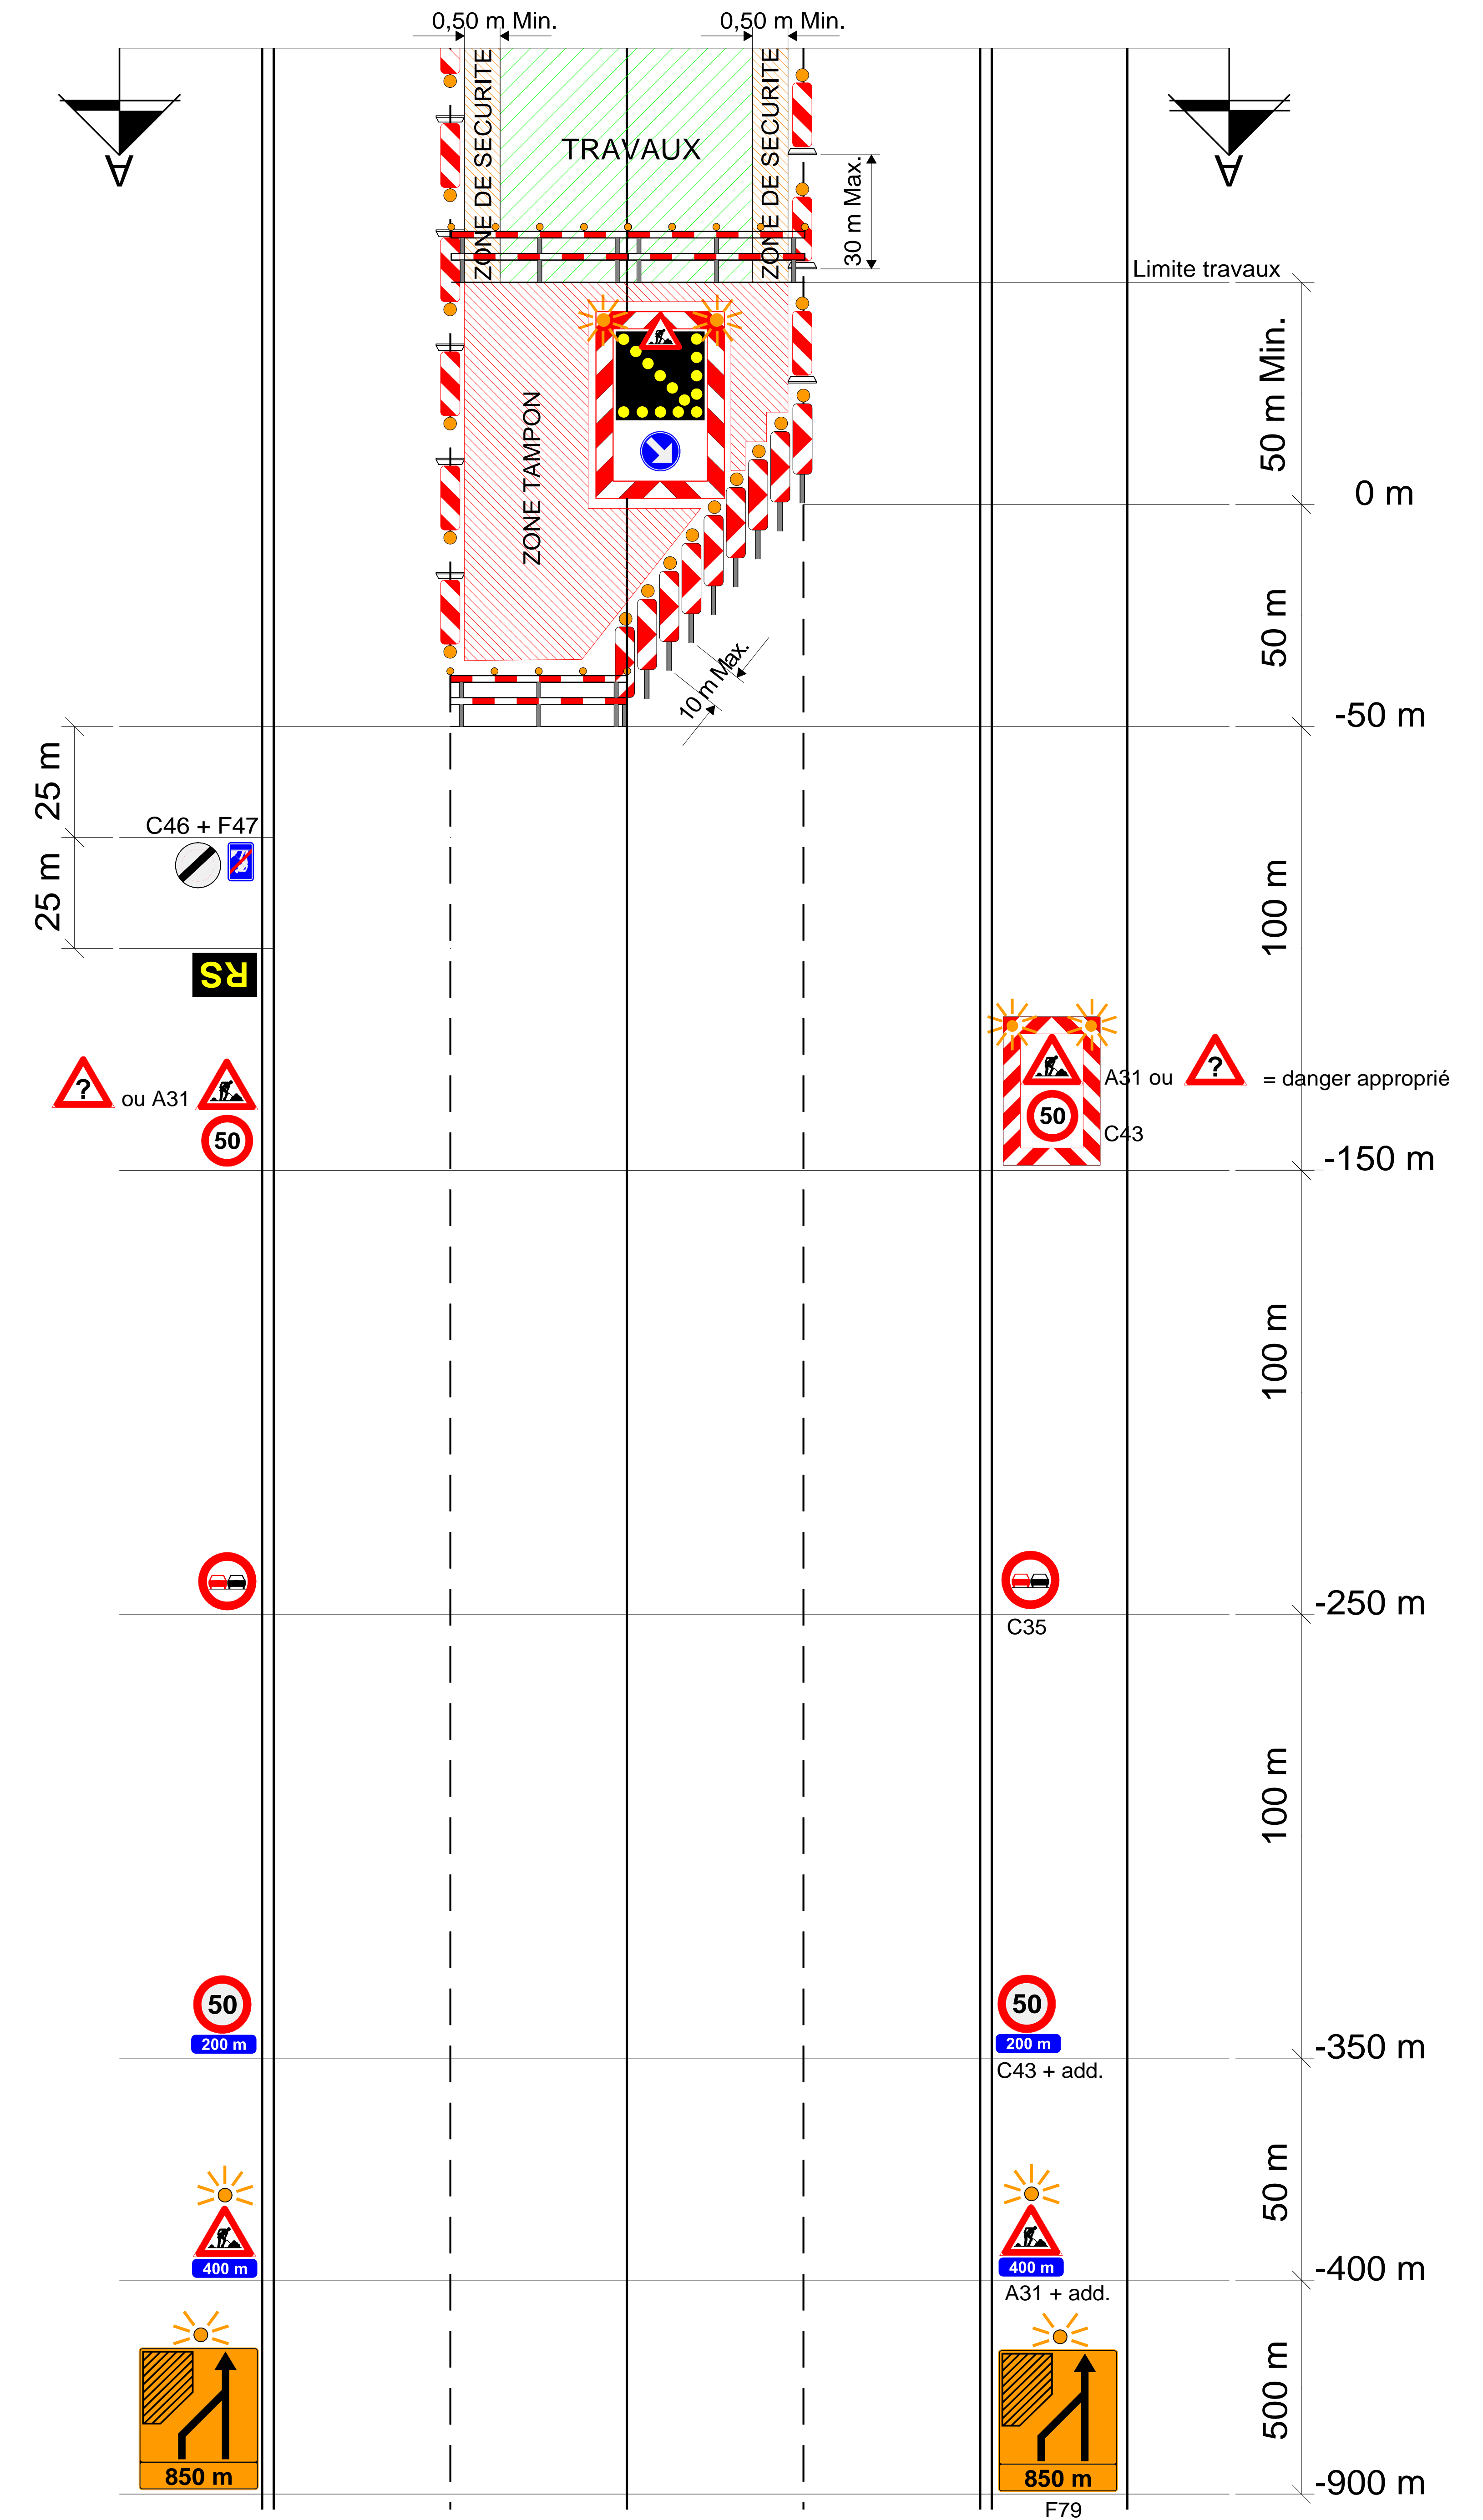 0,50 m Min.
0,50 m Min.
A
A
ZONE DE SECURITE
TRAVAUX
ZONE DE SECURITE
30 m Max.
Limite travaux
50 m Min.
ZONE TAMPON
0 m
50 m
10 m Max.
-50 m
25 m
C46 + F47
25 m
100 m
RS
?
ou A31
50
A31 ou
?
= danger approprié
50
C43
-150 m
100 m
-250 m
C35
100 m
50
200 m
50
200 m
-350 m
C43 + add.
50 m
400 m
400 m
-400 m
A31 + add.
500 m
850 m
850 m
-900 m
F79